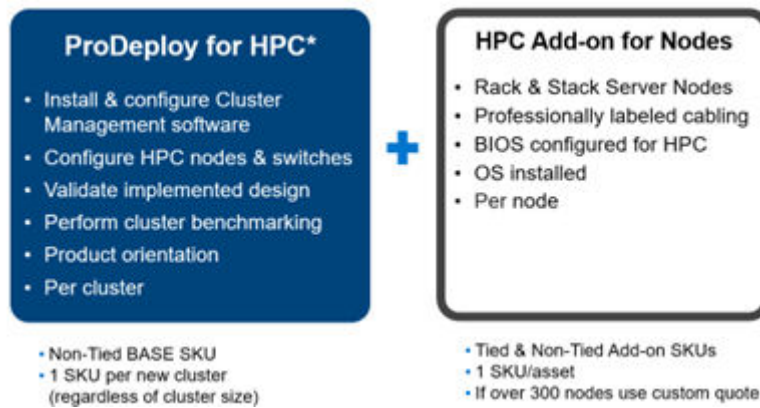 ProDeploy for HPC*
• Install & configure Cluster
Management software
• Configure HPC nodes & switches
• Validate implemented design
• Perform cluster benchmarking
• Product orientation
• Per cluster
• Non-Tied BASE SKU
• 1 SKU per new cluster
(regardless of cluster size)
+
HPC Add-on for Nodes
• Rack & Stack Server Nodes
• Professionally labeled cabling
• BIOS configured for HPC
• OS installed
• Per node
• Tied & Non-Tied Add-on SKUs
• 1 SKU/asset
• If over 300 nodes use custom quote